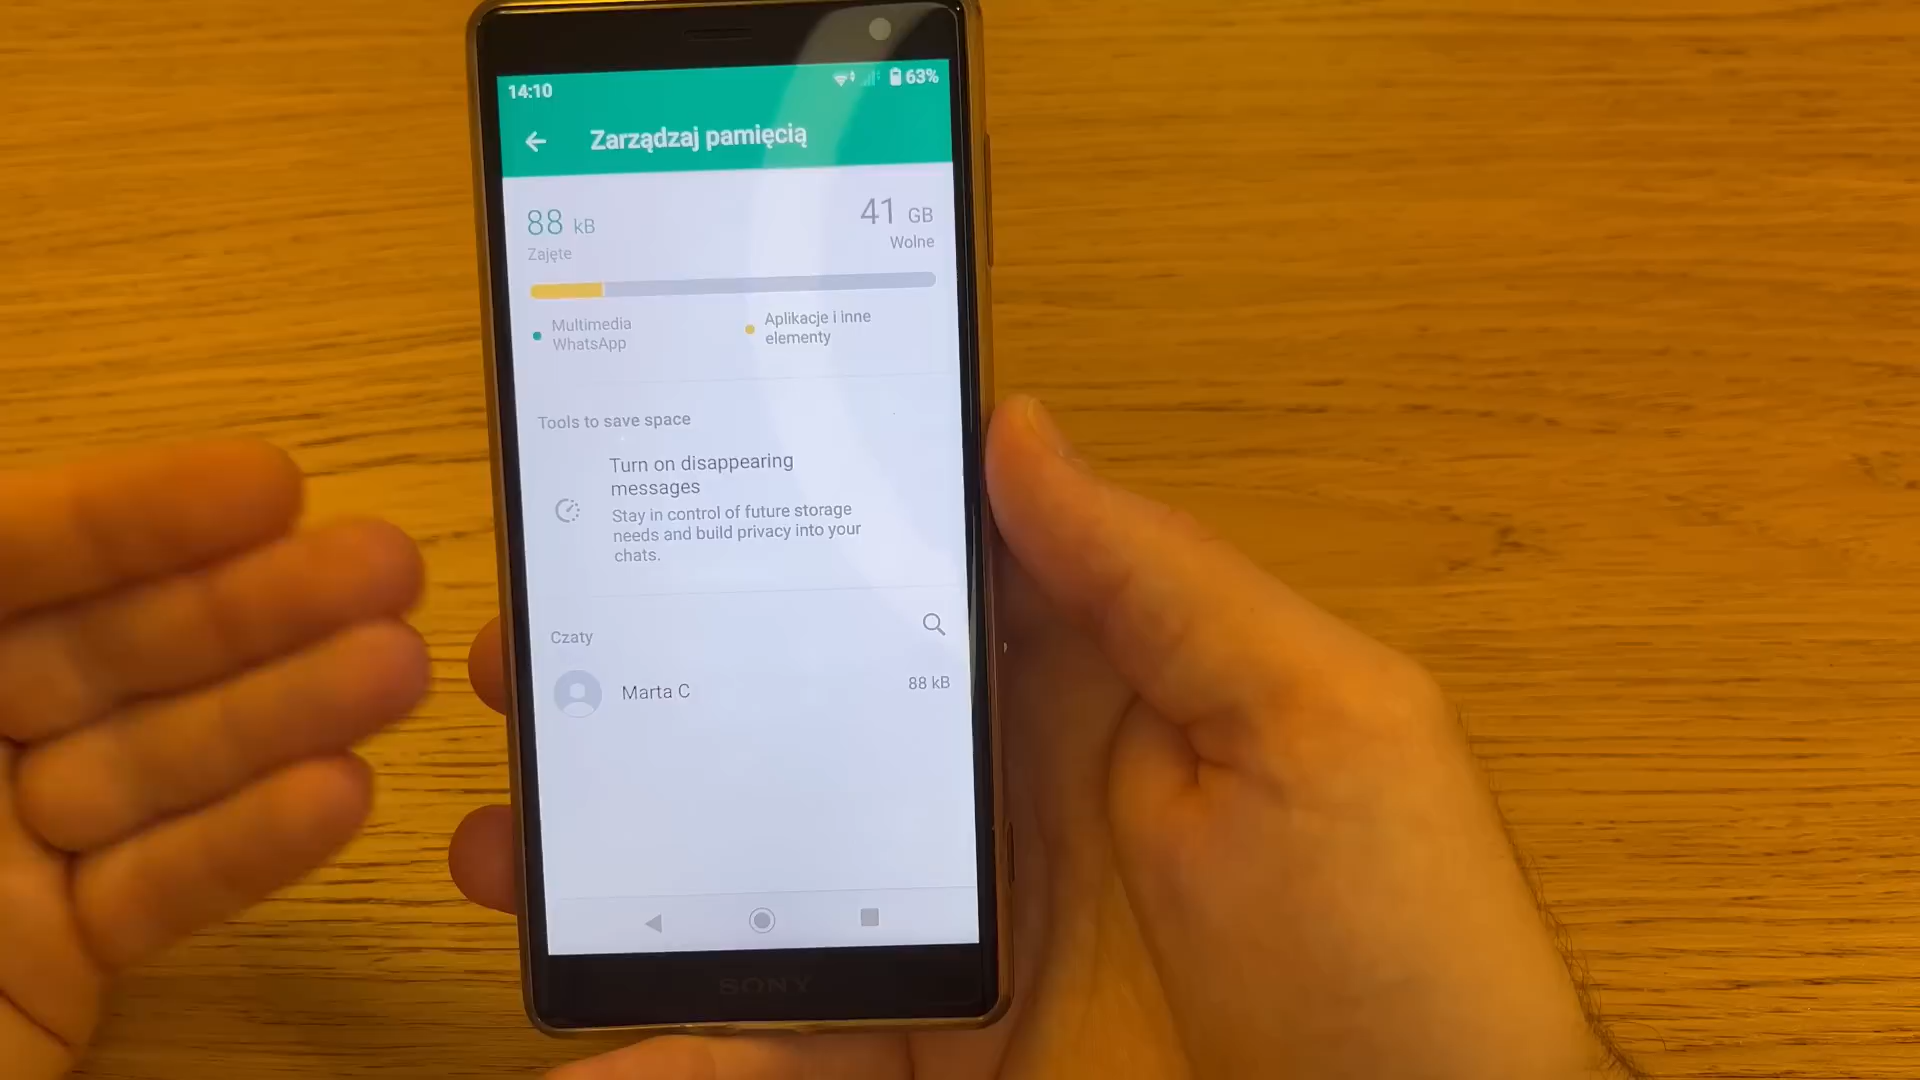 14:10
63%
Zarządzaj pamięcią
88 kB
41 GB
Zajęte
Wolne
Multimedia
WhatsApp
Aplikacje i inne
elementy
Tools to save space
Turn on disappearing
messages
Stay in control of future storage
needs and build privacy into your
chats.
Czaty
Marta C
88 kB
SONY